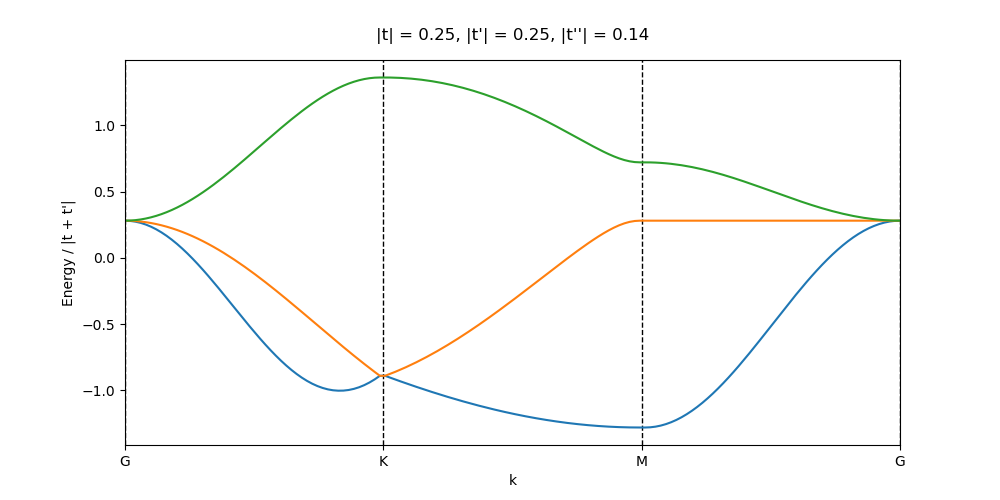 |t| = 0.25, |t'| = 0.25, |t''| = 0.14
Energy / |t + t'|
1.0
0.5
0.0
−0.5
−1.0
G
K
M
G
k